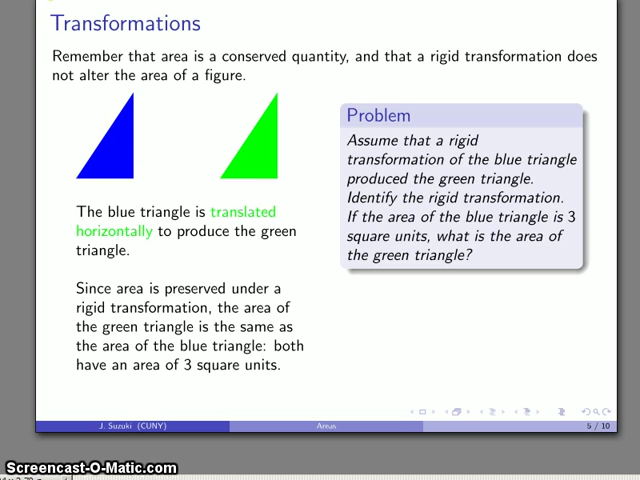 Transformations
Remember that area is a conserved quantity, and that a rigid transformation does
not alter the area of a figure.
Problem
Assume that a rigid
transformation of the blue triangle
produced the green triangle.
Identify the rigid transformation.
If the area of the blue triangle is 3
square units, what is the area of
the green triangle?
The blue triangle is translated
horizontally to produce the green
triangle.
Since area is preserved under a
rigid transformation, the area of
the green triangle is the same as
the area of the blue triangle: both
have an area of 3 square units.
J. Suzuki (CUNY)
Areas
5 / 10
Screencast-O-Matic.com